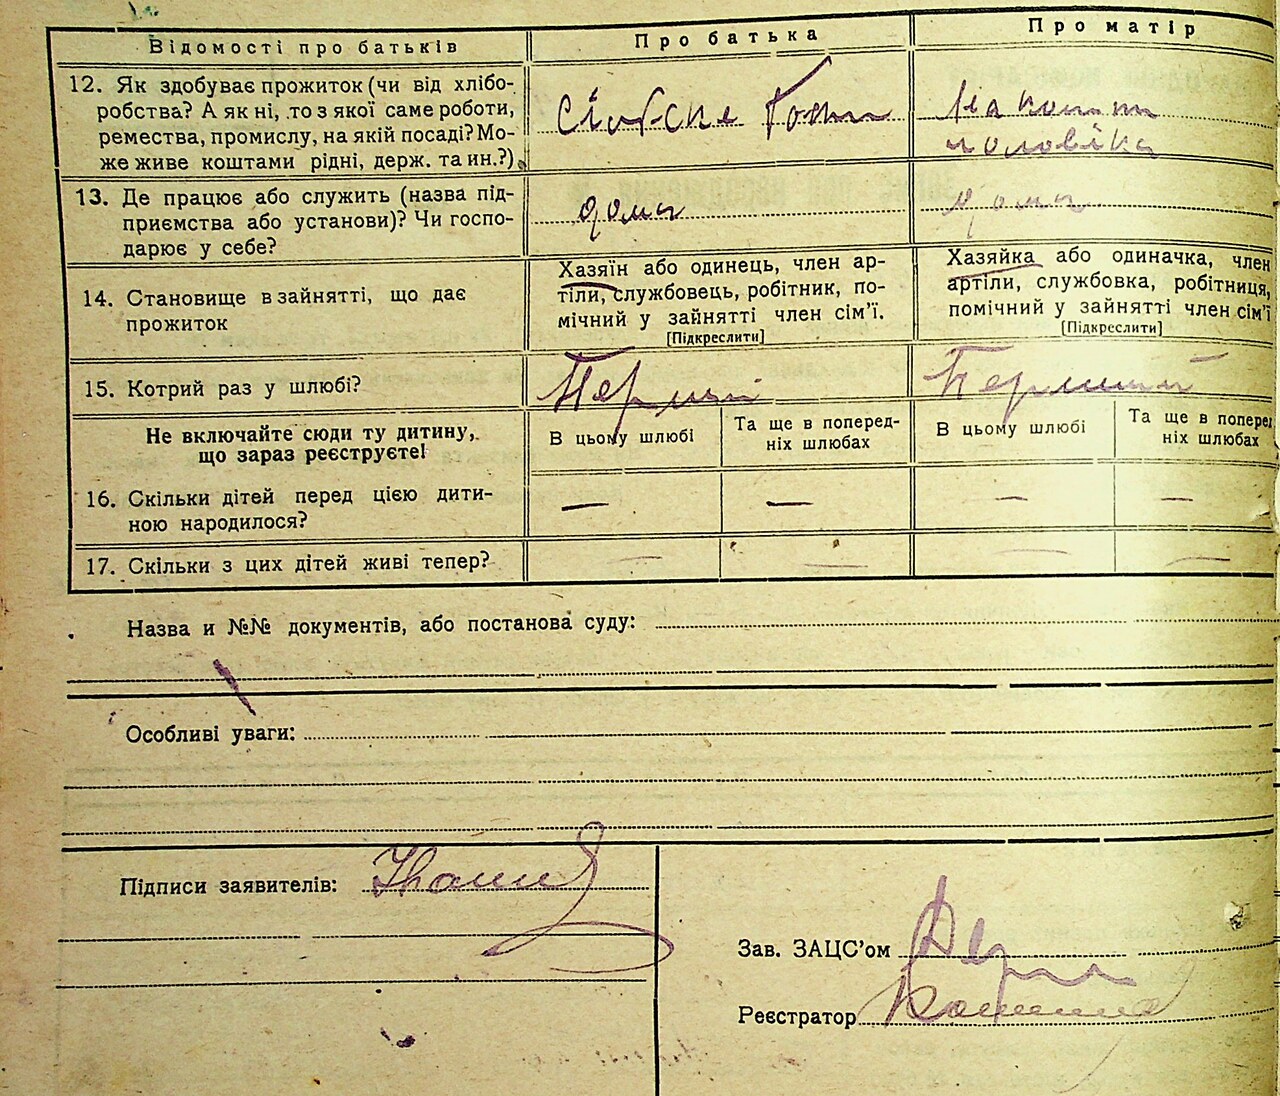 Відомості про батьків
Про батька
Про матір
12. Як здобуває прожиток (чи від хлібо-
робства? А як ні, то з якої саме роботи,
ремества, промислу, на якій посаді? Мо-
же живе коштами рідні, держ. та ин.?)
На кошти
чоловіка
13. Де працює або служить (назва під-
приємства або установи)? Чи госпо-
дарює у себе?
дома
дома
14. Становище в зайнятті, що дає
прожиток
Хазяїн або одинець, член ар-
тіли, службовець, робітник, по-
мічний у зайнятті член сім’ї.
[Підкреслити]
Хазяйка або одиначка, член
артіли, службовка, робітниця,
помічний у зайнятті член сім’ї
[Підкреслити]
15. Котрий раз у шлюбі?
Перший
Перший
Не включайте сюди ту дитину,
що зараз реєструєте!
В цьому шлюбі
Та ще в поперед-
ніх шлюбах
В цьому шлюбі
Та ще в поперед
ніх шлюбах
16. Скільки дітей перед цією дити-
ною народилося?
— — — —
17. Скільки з цих дітей живі тепер?
— — — —
Назва и №№ документів, або постанова суду:
Особливі уваги:
Підписи заявителів:
Зав. ЗАЦС’ом
Реєстратор